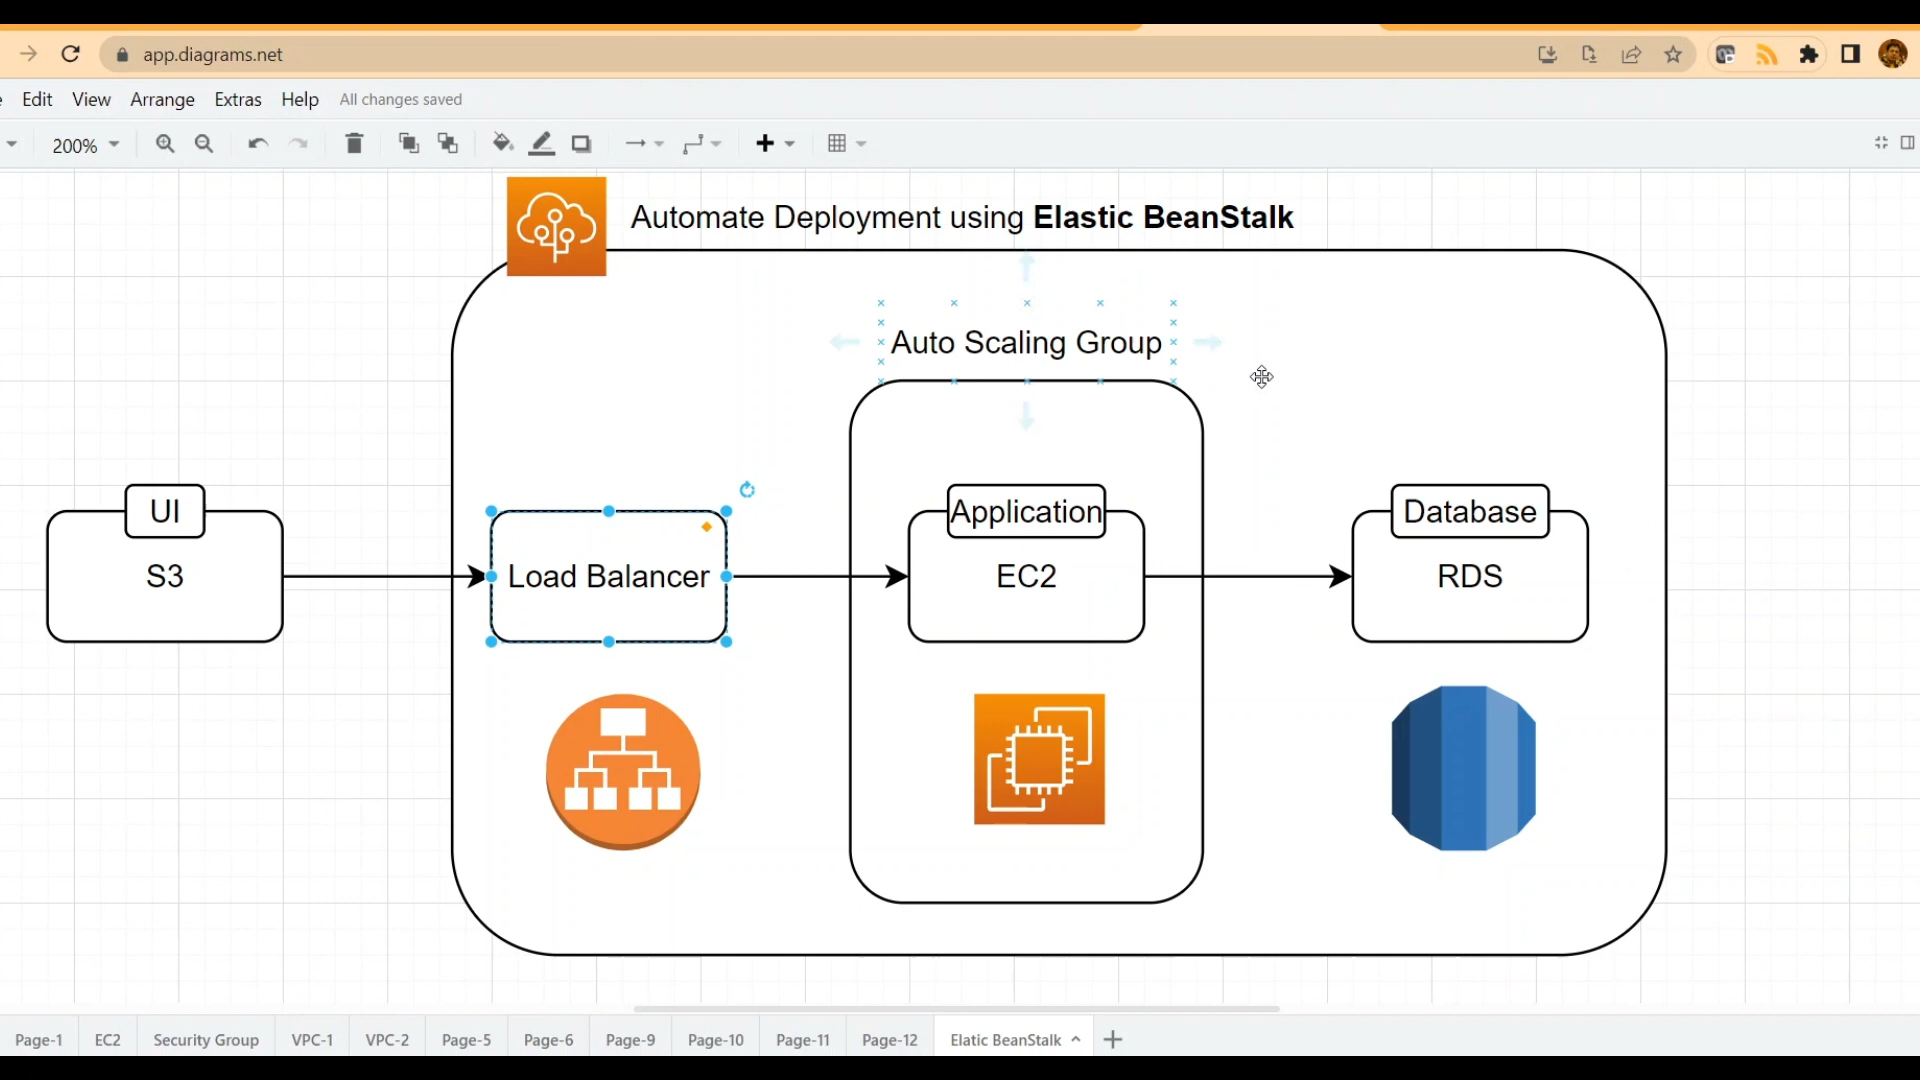 app.diagrams.net
Edit View Arrange Extras Help All changes saved
200%
Automate Deployment using Elastic BeanStalk
Auto Scaling Group
UI
S3
Load Balancer
Application
EC2
Database
RDS
Page-1 EC2 Security Group VPC-1 VPC-2 Page-5 Page-6 Page-9 Page-10 Page-11 Page-12 Elatic BeanStalk